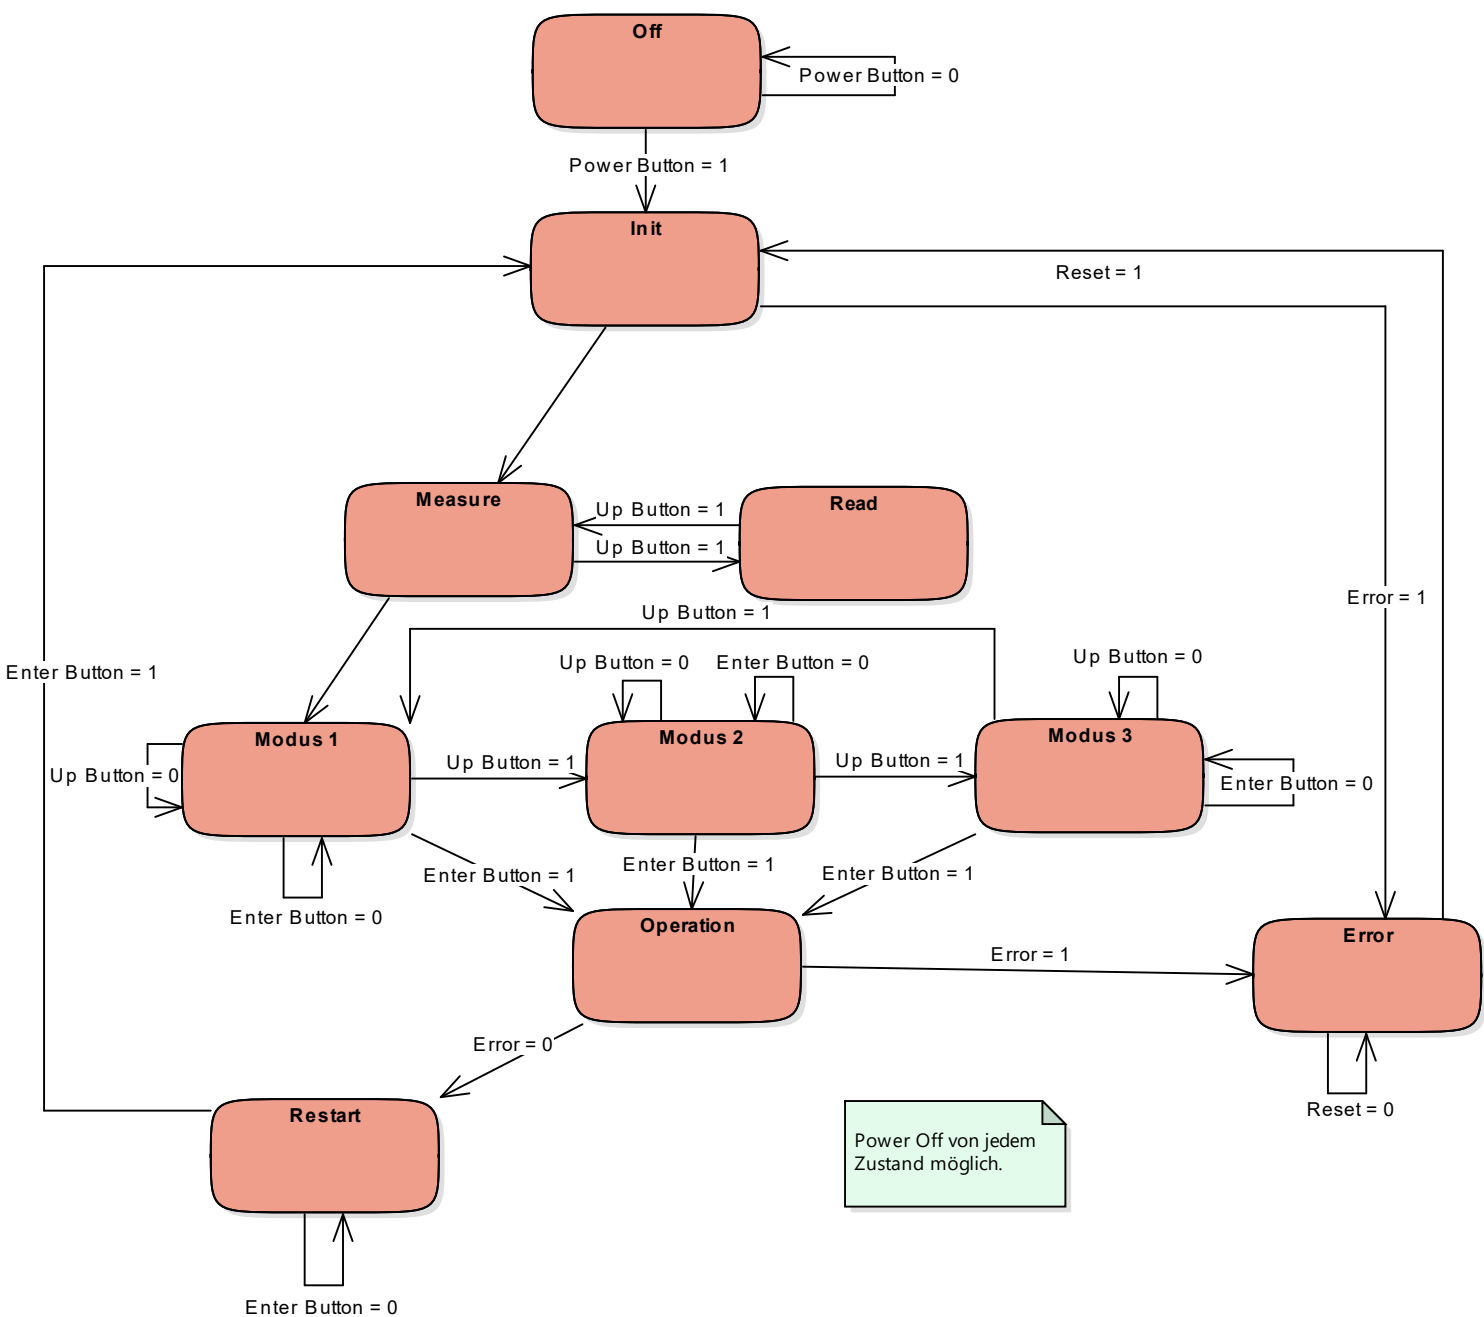 Off
Power Button = 0
Power Button = 1
Init
Reset = 1
Measure
Read
Up Button = 1
Up Button = 1
Error = 1
Up Button = 1
Enter Button = 1
Up Button = 0
Enter Button = 0
Up Button = 0
Modus 1
Modus 2
Modus 3
Up Button = 0
Up Button = 1
Up Button = 1
Enter Button = 0
Enter Button = 1
Enter Button = 1
Enter Button = 1
Enter Button = 0
Operation
Error
Error = 1
Error = 0
Restart
Reset = 0
Power Off von jedem
Zustand möglich.
Enter Button = 0